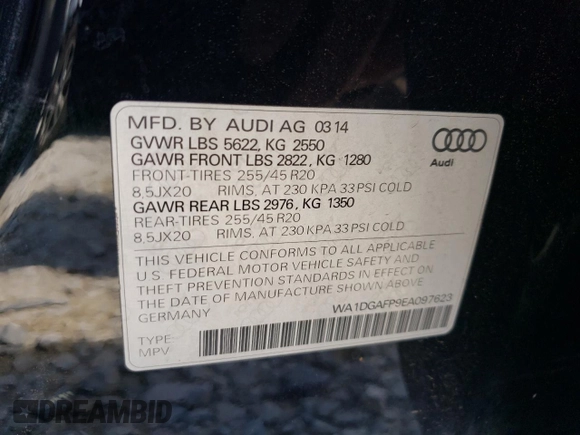 MFD. BY AUDI AG 03 14
GVWR LBS 5622, KG 2550
GAWR FRONT LBS 2822, KG 1280
FRONT-TIRES 255/45 R20
8,5JX20 RIMS, AT 230 KPA 33 PSI COLD
GAWR REAR LBS 2976, KG 1350
REAR-TIRES 255/45 R20
8,5JX20 RIMS, AT 230 KPA 33 PSI COLD
Audi
THIS VEHICLE CONFORMS TO ALL APPLICABLE
U.S. FEDERAL MOTOR VEHICLE SAFETY AND
THEFT PREVENTION STANDARDS IN EFFECT ON
THE DATE OF MANUFACTURE SHOWN ABOVE.
GERMANY
WA1DGAFP9EA097623
TYPE
MPV
DREAMBID